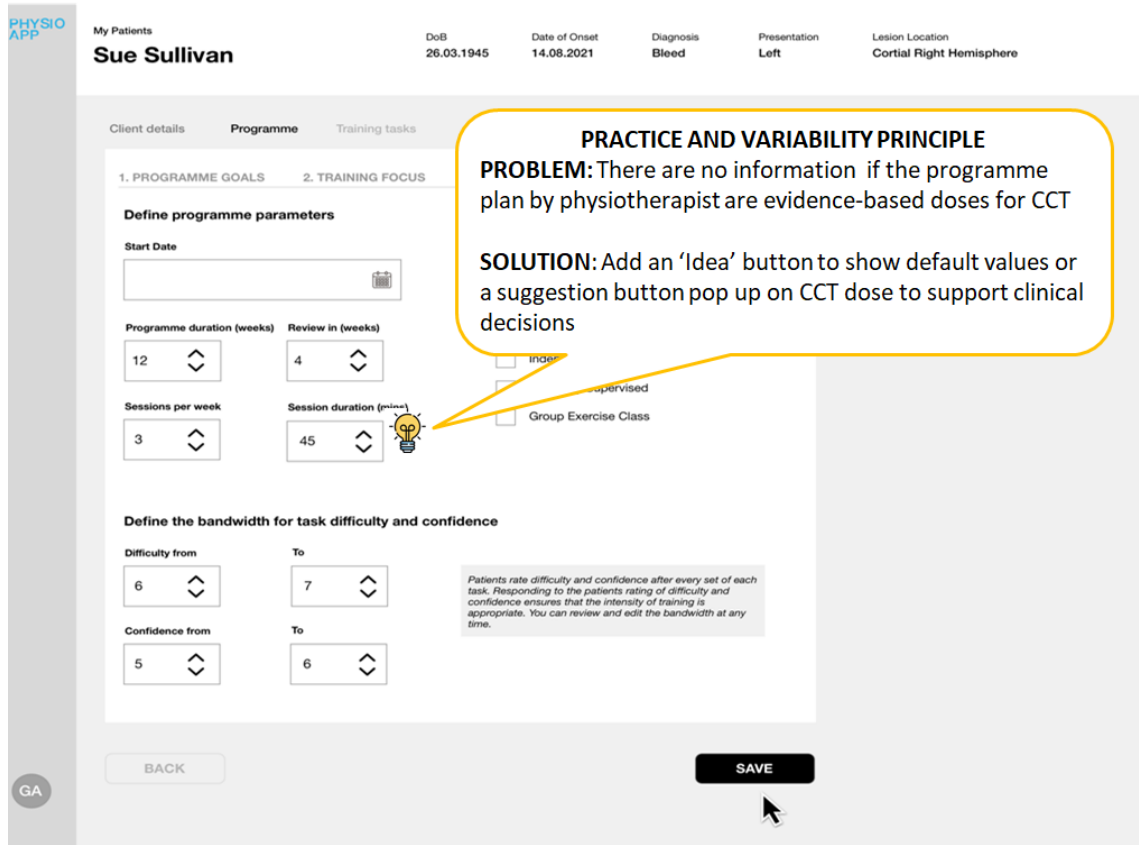 PHYSIO
APP
My Patients
Sue Sullivan
DoB
26.03.1945
Date of Onset
14.08.2021
Diagnosis
Bleed
Presentation
Left
Lesion Location
Cortial Right Hemisphere
Client details
Programme
Training tasks
1. PROGRAMME GOALS
2. TRAINING FOCUS
PRACTICE AND VARIABILITY PRINCIPLE
PROBLEM: There are no information if the programme
plan by physiotherapist are evidence-based doses for CCT
SOLUTION: Add an ‘Idea’ button to show default values or
a suggestion button pop up on CCT dose to support clinical
decisions
Define programme parameters
Start Date
Programme duration (weeks)
Review in (weeks)
12
4
Sessions per week
Session duration (mins)
3
45
Group Exercise Class
Define the bandwidth for task difficulty and confidence
Difficulty from
To
6
7
Confidence from
To
5
6
Patients rate difficulty and confidence after every set of each
task. Responding to the patients rating of difficulty and
confidence ensures that the intensity of training is
appropriate. You can review and edit the bandwidth at any
time.
BACK
SAVE
GA